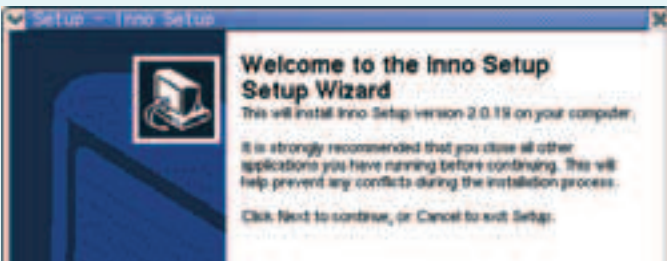 Setup - Inno Setup
Welcome to the Inno Setup
Setup Wizard
This will install Inno Setup version 2.0.19 on your computer.
It is strongly recommended that you close all other
applications you have running before continuing. This will
help prevent any conflicts during the installation process.
Click Next to continue, or Cancel to exit Setup.